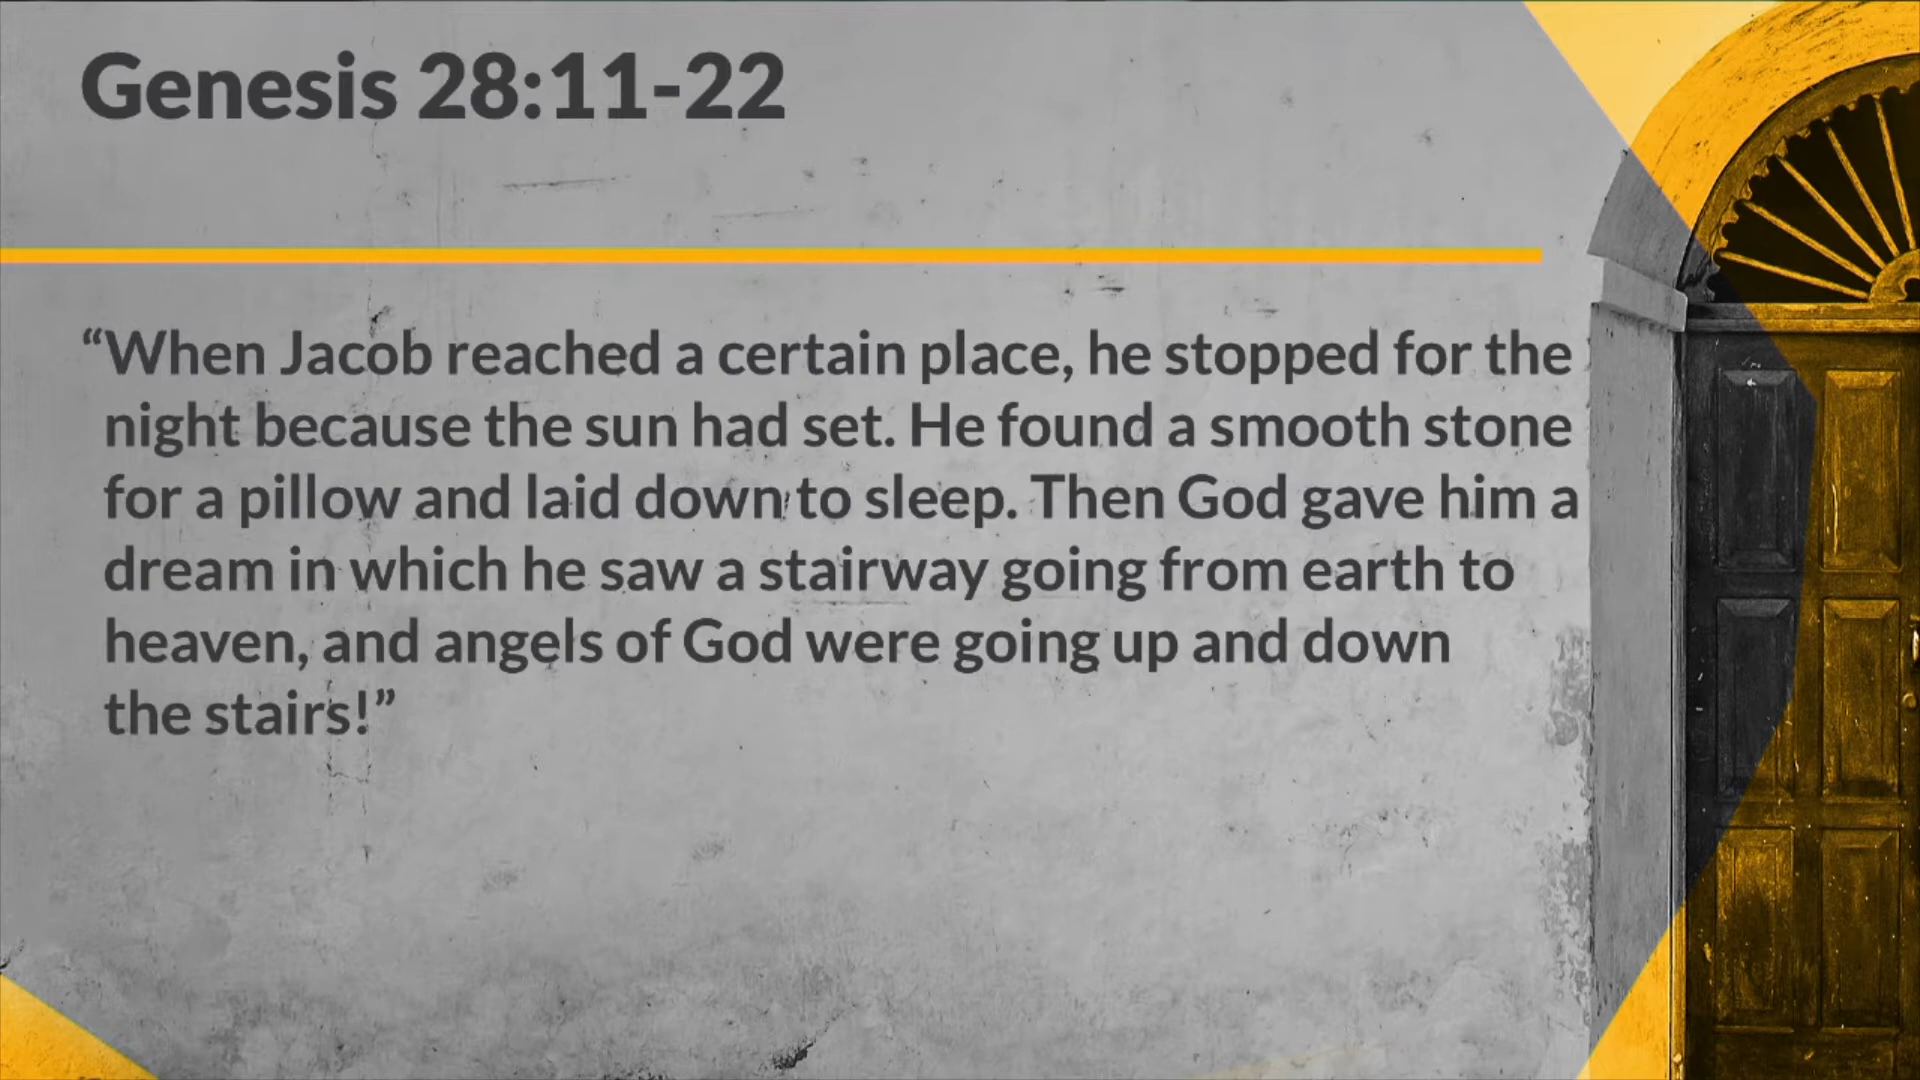 Genesis 28:11-22
“When Jacob reached a certain place, he stopped for the
night because the sun had set. He found a smooth stone
for a pillow and laid down to sleep. Then God gave him a
dream in which he saw a stairway going from earth to
heaven, and angels of God were going up and down
the stairs!”